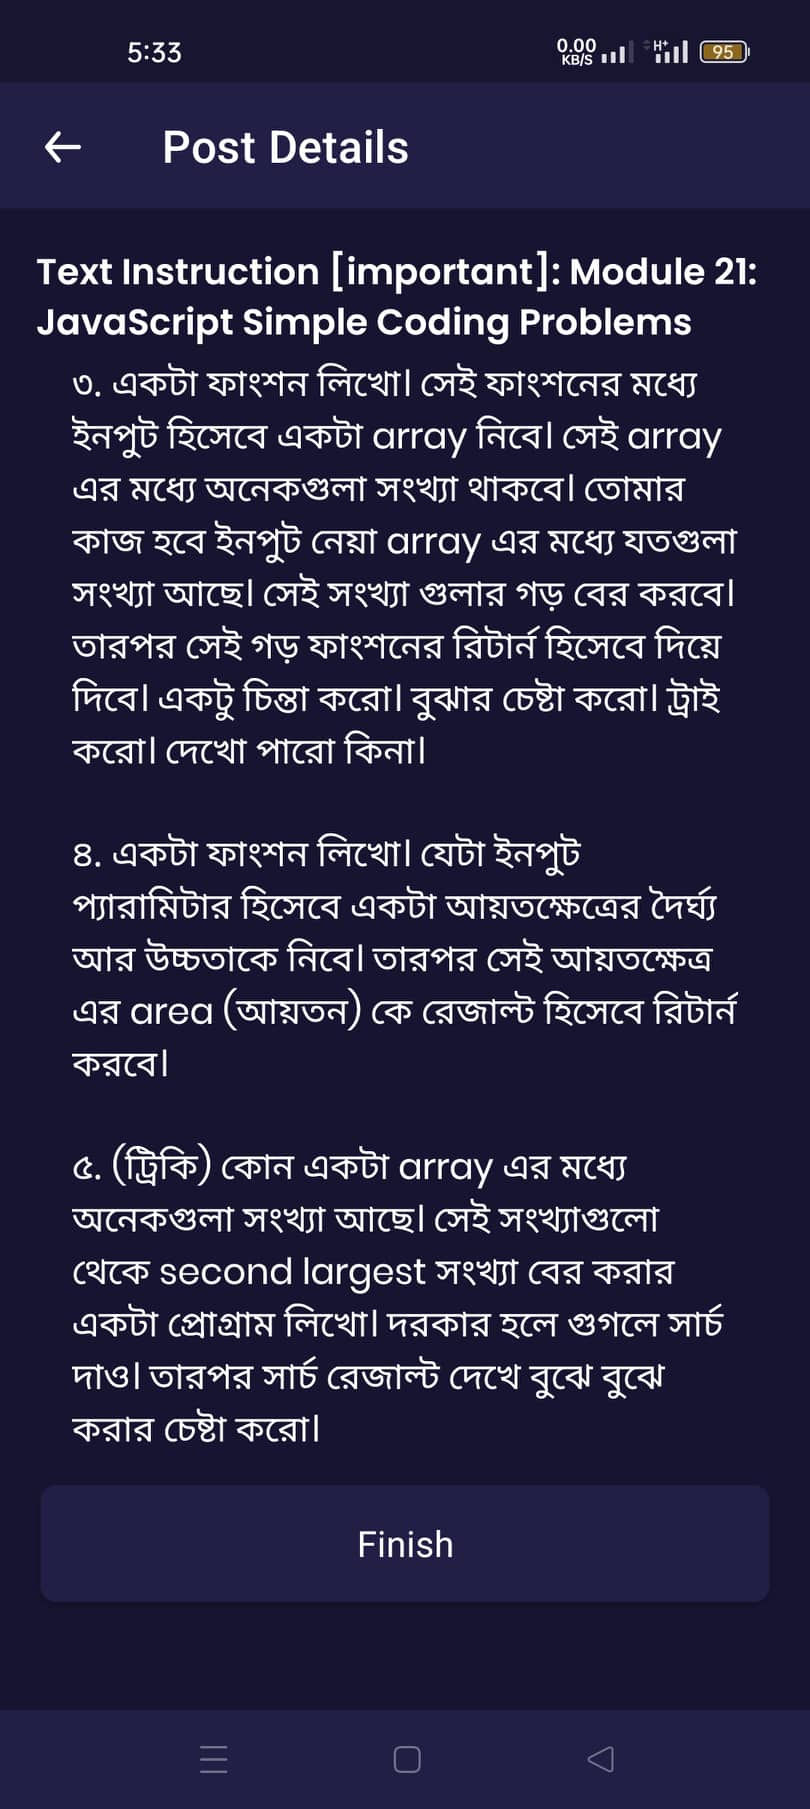 5:33
0.00
KB/S
H+
95
Post Details
Text Instruction [important]: Module 21:
JavaScript Simple Coding Problems
৩. একটা ফাংশন লিখো। সেই ফাংশনের মধ্যে
ইনপুট হিসেবে একটা array নিবে। সেই array
এর মধ্যে অনেকগুলা সংখ্যা থাকবে। তোমার
কাজ হবে ইনপুট নেয়া array এর মধ্যে যতগুলা
সংখ্যা আছে। সেই সংখ্যা গুলার গড় বের করবে।
তারপর সেই গড় ফাংশনের রিটার্ন হিসেবে দিয়ে
দিবে। একটু চিন্তা করো। বুঝার চেষ্টা করো। ট্রাই
করো। দেখো পারো কিনা।
৪. একটা ফাংশন লিখো। যেটা ইনপুট
প্যারামিটার হিসেবে একটা আয়তক্ষেত্রের দৈর্ঘ্য
আর উচ্চতাকে নিবে। তারপর সেই আয়তক্ষেত্র
এর area (আয়তন) কে রেজাল্ট হিসেবে রিটার্ন
করবে।
৫. (ট্রিকি) কোন একটা array এর মধ্যে
অনেকগুলা সংখ্যা আছে। সেই সংখ্যাগুলো
থেকে second largest সংখ্যা বের করার
একটা প্রোগ্রাম লিখো। দরকার হলে গুগলে সার্চ
দাও। তারপর সার্চ রেজাল্ট দেখে বুঝে বুঝে
করার চেষ্টা করো।
Finish